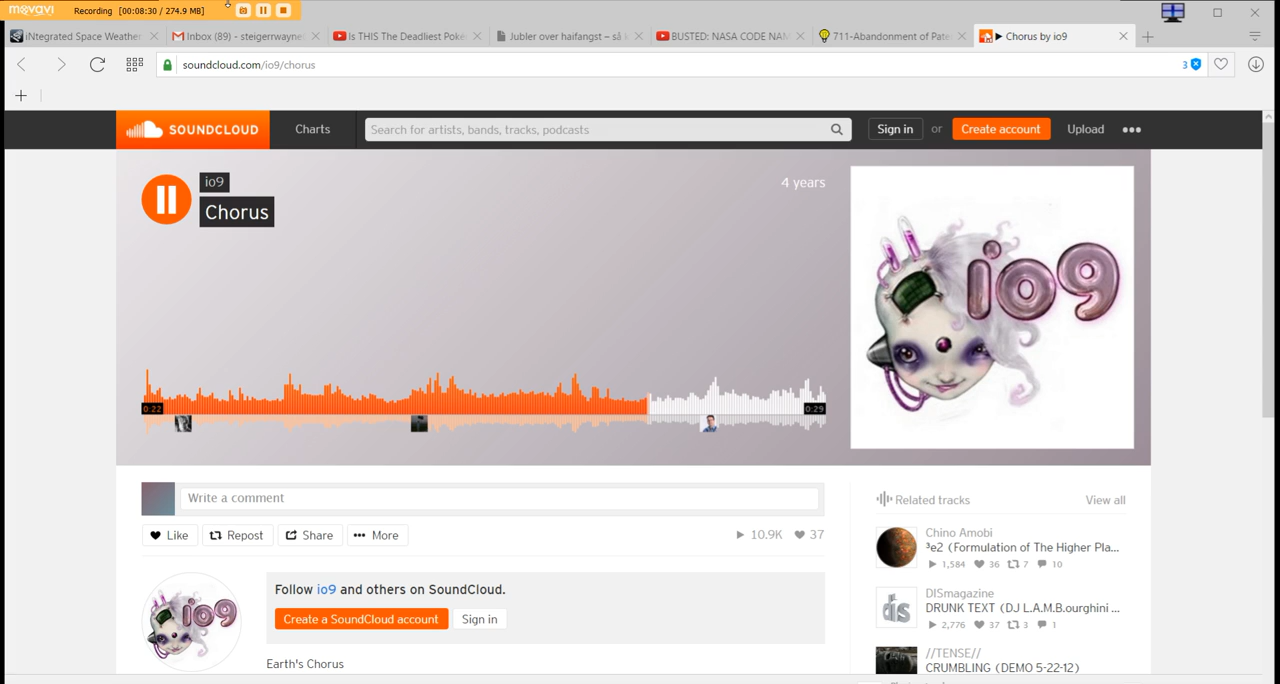 movavi Recording [00:08:30 / 274.9 MB]
iNtegrated Space Weather
Inbox (89) - steigerrwayne
Is THIS The Deadliest Poké
Jubler over haifangst – så k
BUSTED: NASA CODE NAM
711-Abandonment of Pate
Chorus by io9
soundcloud.com/io9/chorus
3
SOUNDCLOUD
Charts
Search for artists, bands, tracks, podcasts
Sign in or Create account Upload
io9
Chorus
4 years
io9
0:22
0:29
Write a comment
Like Repost Share More
10.9K 37
Follow io9 and others on SoundCloud.
Create a SoundCloud account Sign in
io9
Earth's Chorus
Related tracks View all
Chino Amobi
³e2 (Formulation of The Higher Pla...
1,584 36 7 10
dis
DISmagazine
DRUNK TEXT (DJ L.A.M.B.ourghini ...
2,776 37 3 1
//TENSE//
CRUMBLING (DEMO 5-22-12)